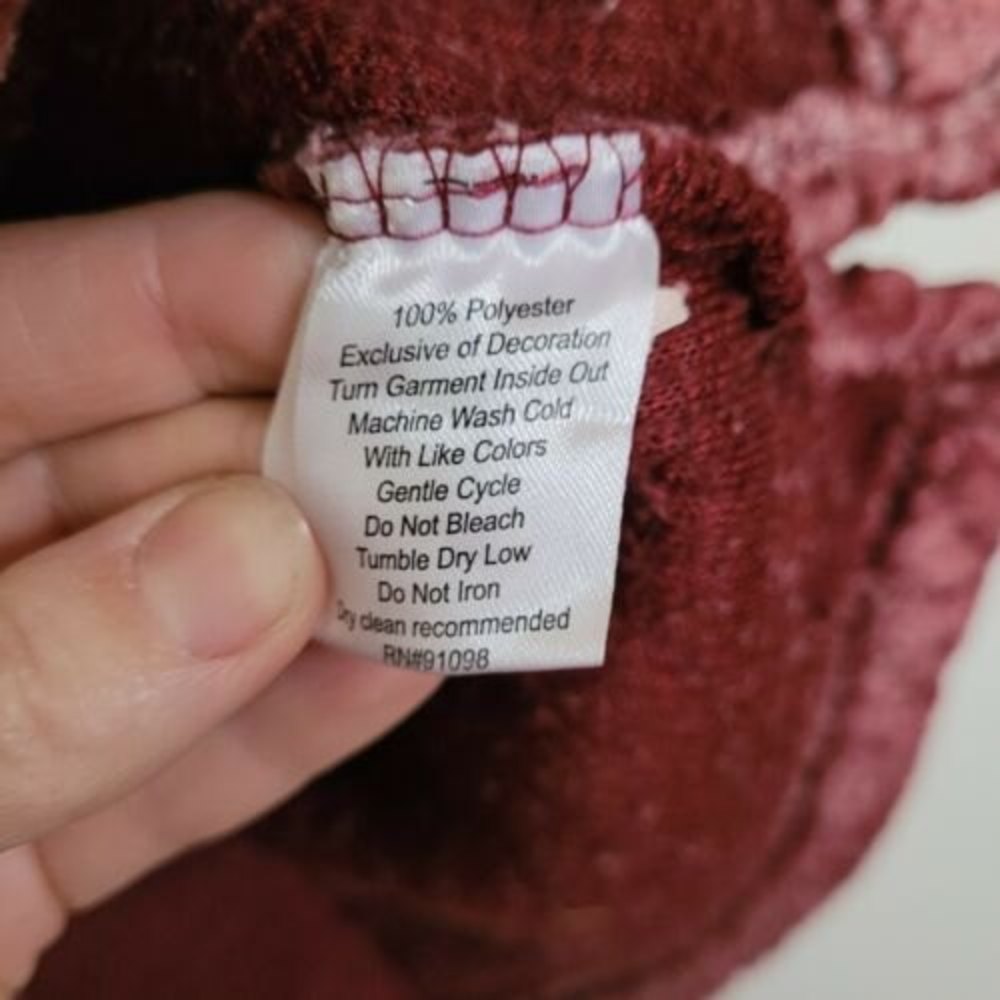 100% Polyester
Exclusive of Decoration
Turn Garment Inside Out
Machine Wash Cold
With Like Colors
Gentle Cycle
Do Not Bleach
Tumble Dry Low
Do Not Iron
Dry clean recommended
RN#91098